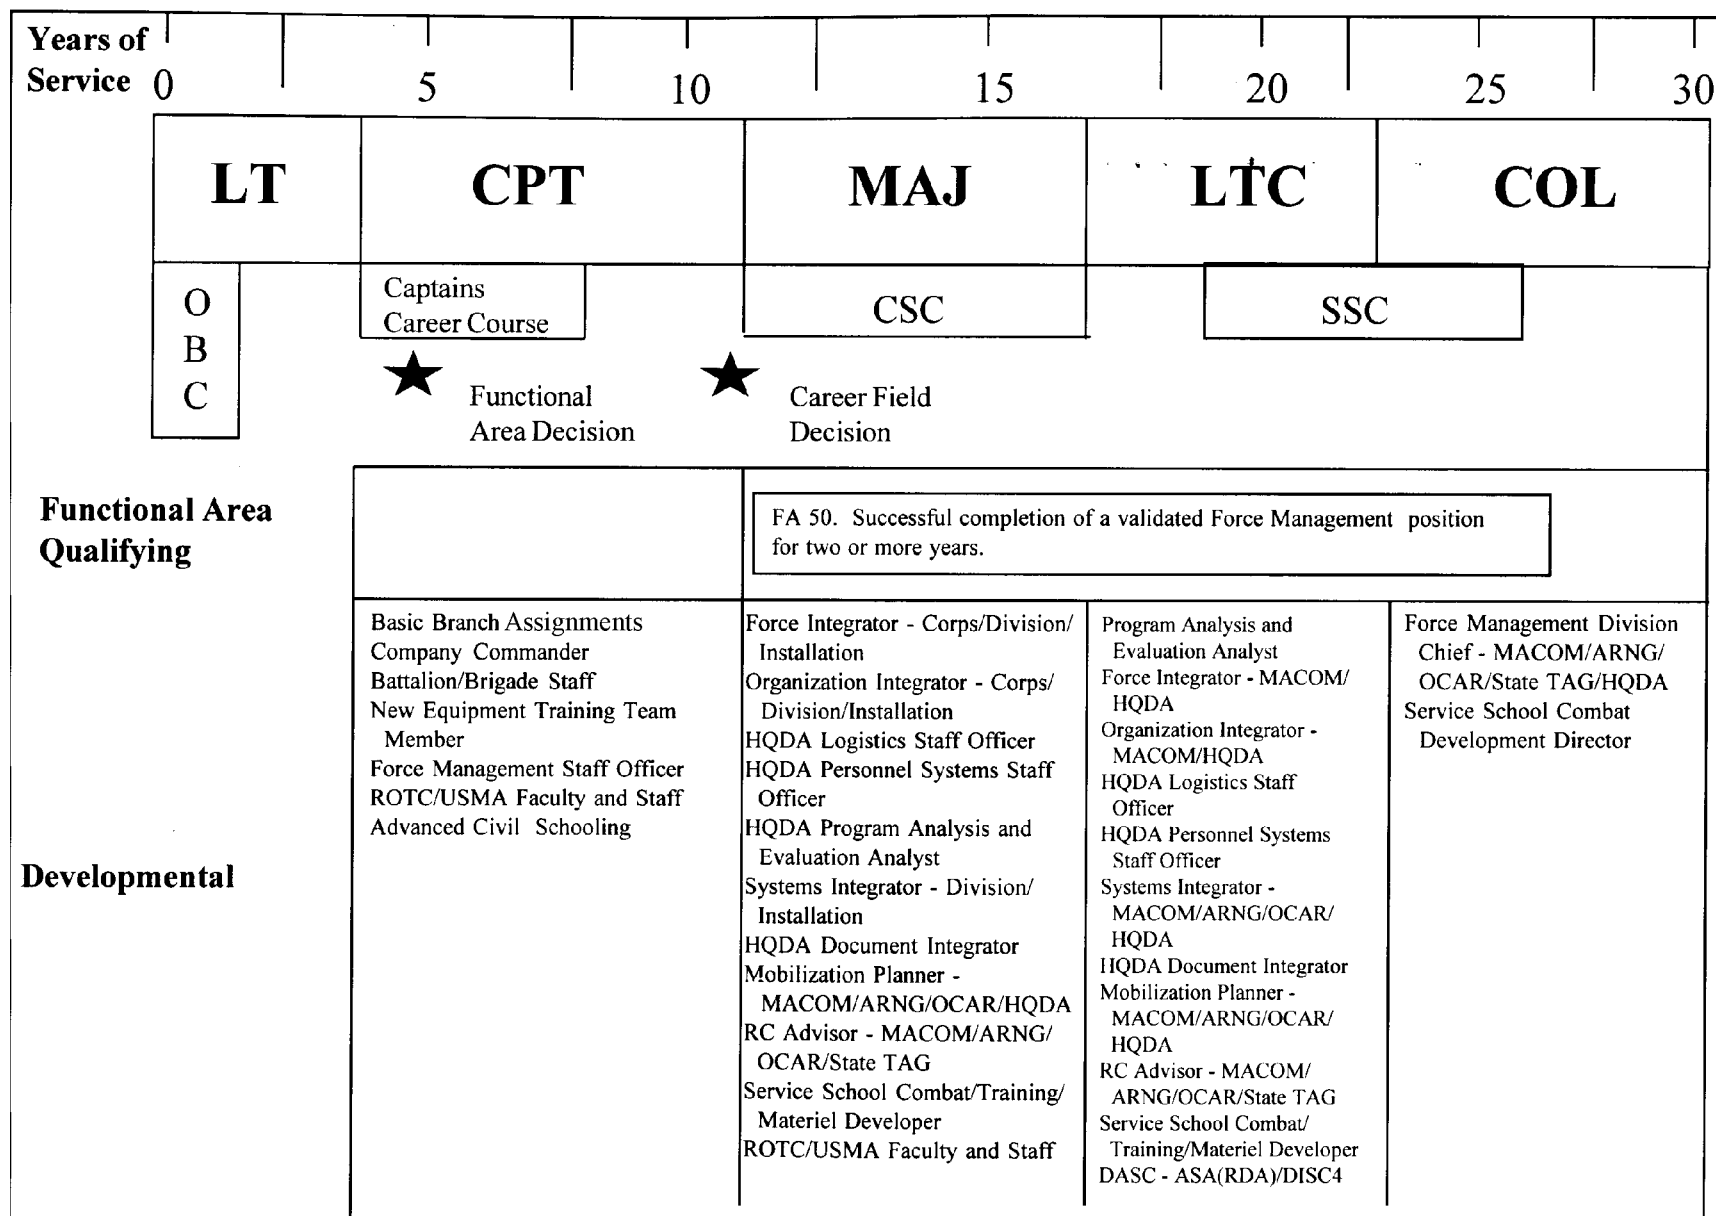 Years of
Service 0 5 10 15 20 25 30
LT CPT MAJ LTC COL
O
B
C
Captains
Career Course
CSC
SSC
Functional
Area Decision
Career Field
Decision
Functional Area
Qualifying
FA 50. Successful completion of a validated Force Management position
for two or more years.
Developmental
Basic Branch Assignments
Company Commander
Battalion/Brigade Staff
New Equipment Training Team
Member
Force Management Staff Officer
ROTC/USMA Faculty and Staff
Advanced Civil Schooling
Force Integrator - Corps/Division/
Installation
Organization Integrator - Corps/
Division/Installation
HQDA Logistics Staff Officer
HQDA Personnel Systems Staff
Officer
HQDA Program Analysis and
Evaluation Analyst
Systems Integrator - Division/
Installation
HQDA Document Integrator
Mobilization Planner -
MACOM/ARNG/OCAR/HQDA
RC Advisor - MACOM/ARNG/
OCAR/State TAG
Service School Combat/Training/
Materiel Developer
ROTC/USMA Faculty and Staff
Program Analysis and
Evaluation Analyst
Force Integrator - MACOM/
HQDA
Organization Integrator -
MACOM/HQDA
HQDA Logistics Staff
Officer
HQDA Personnel Systems
Staff Officer
Systems Integrator -
MACOM/ARNG/OCAR/
HQDA
HQDA Document Integrator
Mobilization Planner -
MACOM/ARNG/OCAR/
HQDA
RC Advisor - MACOM/
ARNG/OCAR/State TAG
Service School Combat/
Training/Materiel Developer
DASC - ASA(RDA)/DISC4
Force Management Division
Chief - MACOM/ARNG/
OCAR/State TAG/HQDA
Service School Combat
Development Director